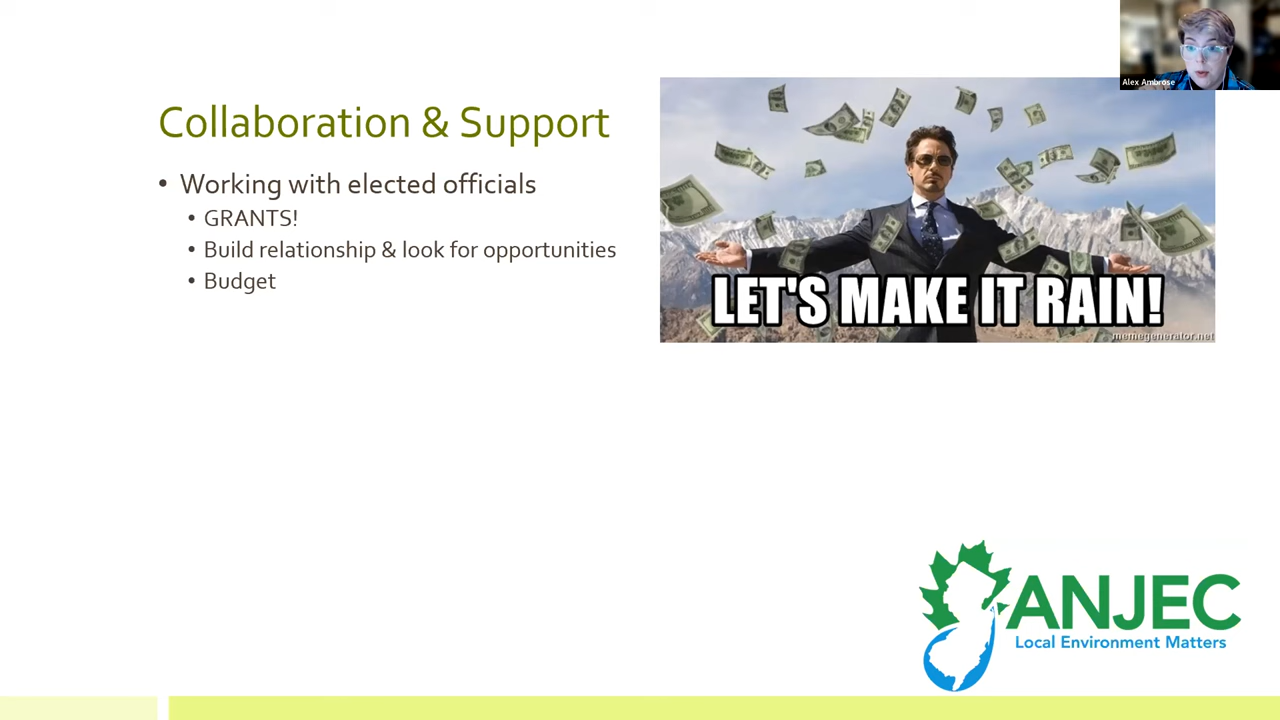 Alex Ambrose
Collaboration & Support
• Working with elected officials
• GRANTS!
• Build relationship & look for opportunities
• Budget
LET'S MAKE IT RAIN!
memegenerator.net
ANJEC
Local Environment Matters